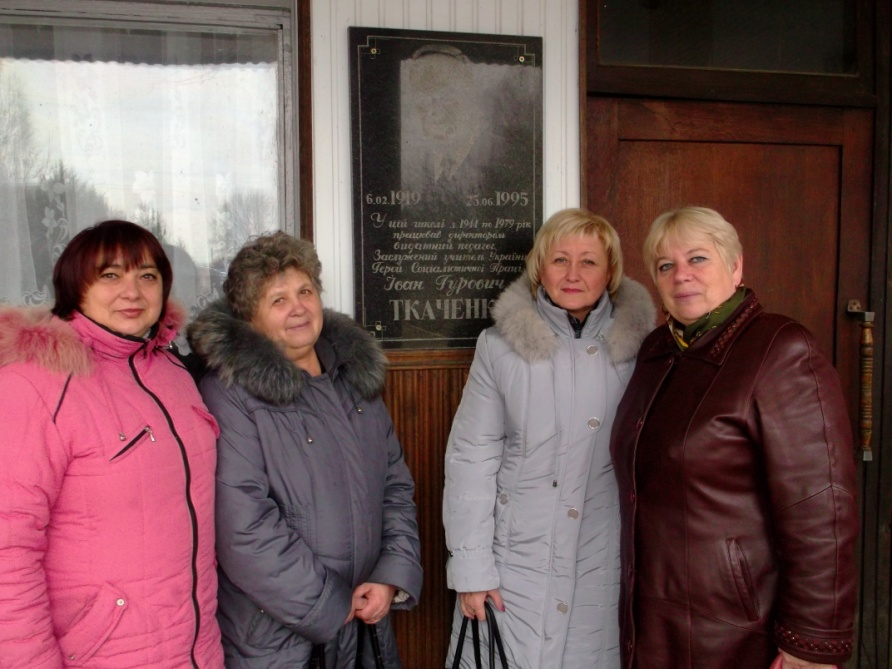 6.02.1919 25.06.1995
У цій школі з 1944 по 1979 рік
працював директором
видатний педагог,
Заслужений учитель України
Герой Соціалістичної Праці
Іван Гурович
ТКАЧЕНК